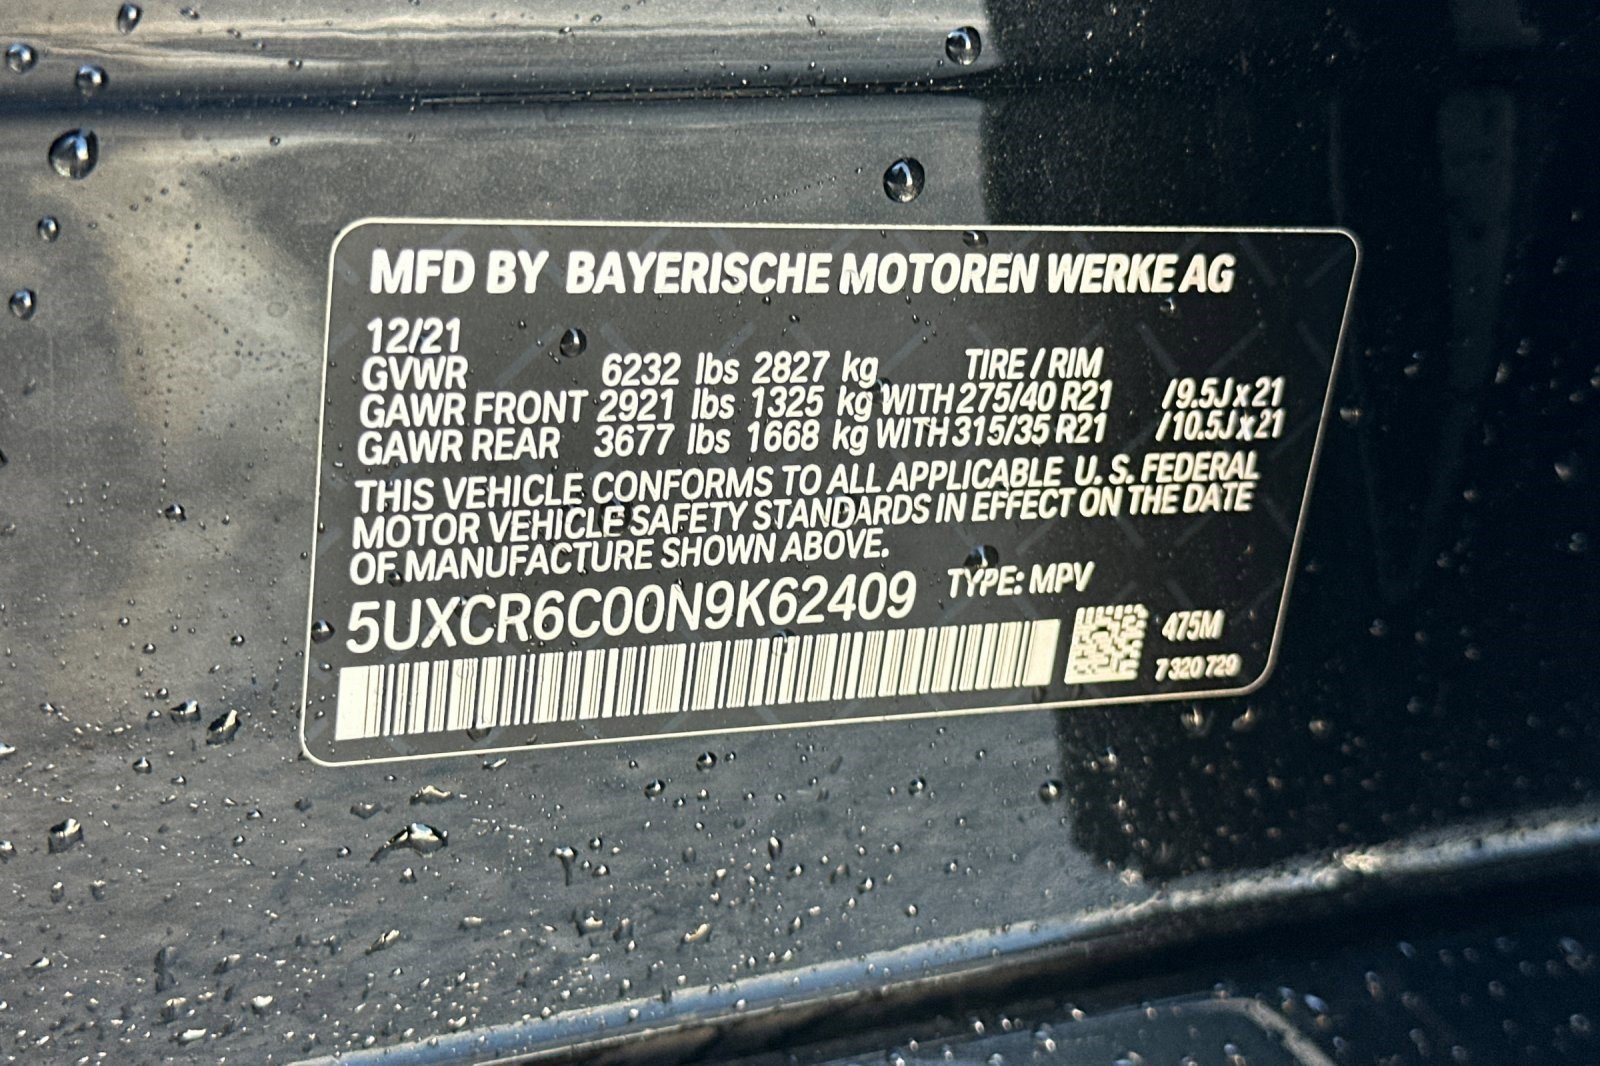 MFD BY BAYERISCHE MOTOREN WERKE AG
12/21
GVWR 6232 lbs 2827 kg TIRE / RIM
GAWR FRONT 2921 lbs 1325 kg WITH 275/40 R21 /9.5J x 21
GAWR REAR 3677 lbs 1668 kg WITH 315/35 R21 /10.5J x 21
THIS VEHICLE CONFORMS TO ALL APPLICABLE U. S. FEDERAL
MOTOR VEHICLE SAFETY STANDARDS IN EFFECT ON THE DATE
OF MANUFACTURE SHOWN ABOVE.
5UXCR6C00N9K62409 TYPE: MPV
475M
7 320 729